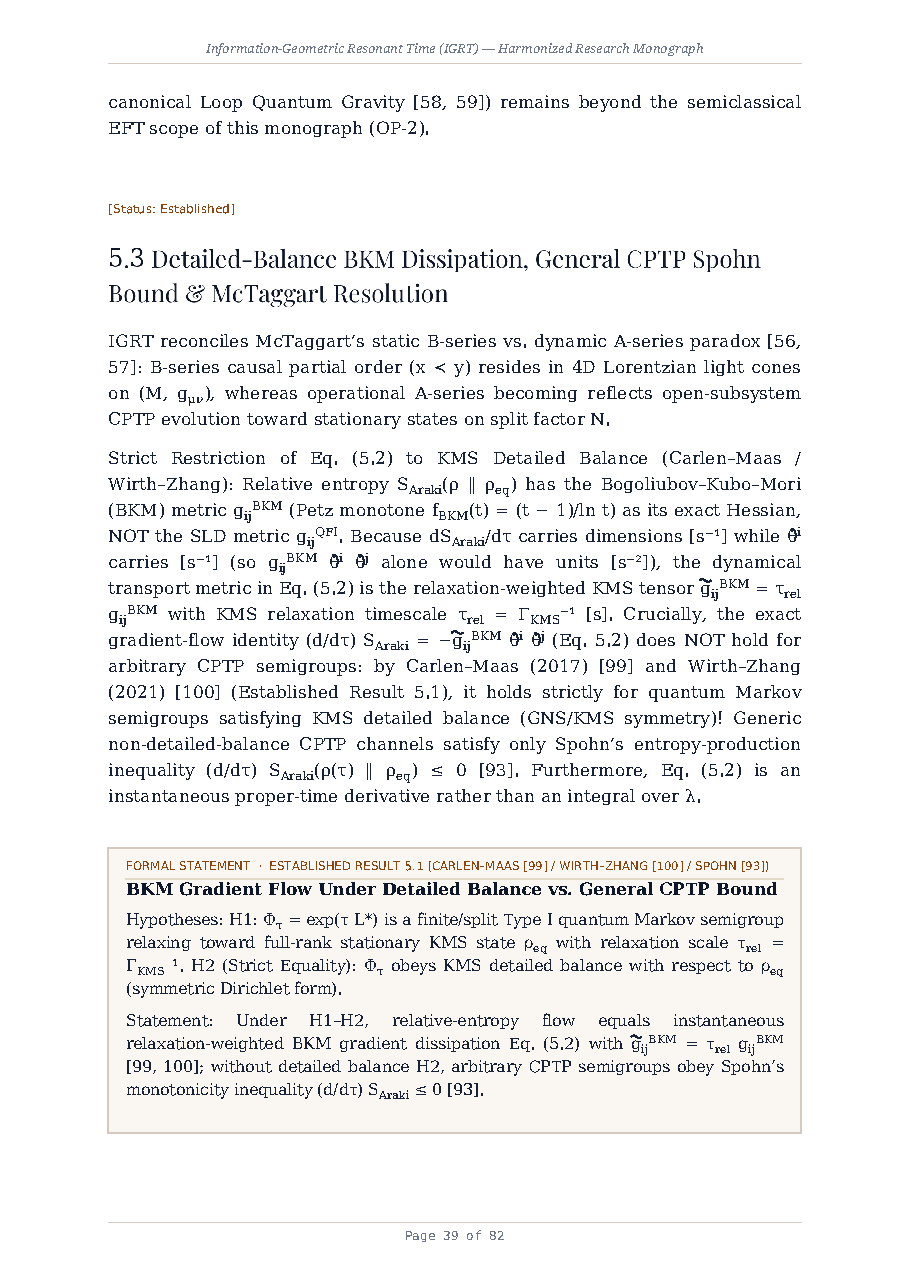 Information-Geometric Resonant Time (IGRT) — Harmonized Research Monograph
canonical Loop Quantum Gravity [58, 59]) remains beyond the semiclassical
EFT scope of this monograph (OP-2).
[Status: Established]
5.3 Detailed-Balance BKM Dissipation, General CPTP Spohn
Bound & McTaggart Resolution
IGRT reconciles McTaggart’s static B-series vs. dynamic A-series paradox [56,
57]: B-series causal partial order (x ≺ y) resides in 4D Lorentzian light cones
on (M, gμν), whereas operational A-series becoming reflects open-subsystem
CPTP evolution toward stationary states on split factor N.
Strict Restriction of Eq. (5.2) to KMS Detailed Balance (Carlen–Maas /
Wirth–Zhang): Relative entropy SAraki(ρ ∥ ρeq) has the Bogoliubov–Kubo–Mori
(BKM) metric gijBKM (Petz monotone fBKM(t) = (t − 1)/ln t) as its exact Hessian,
NOT the SLD metric gijQFI. Because dSAraki/dτ carries dimensions [s⁻¹] while θ̇i
carries [s⁻¹] (so gijBKM θ̇i θ̇j alone would have units [s⁻²]), the dynamical
transport metric in Eq. (5.2) is the relaxation-weighted KMS tensor g̃ijBKM = τrel
gijBKM with KMS relaxation timescale τrel = ΓKMS⁻¹ [s]. Crucially, the exact
gradient-flow identity (d/dτ) SAraki = −g̃ijBKM θ̇i θ̇j (Eq. 5.2) does NOT hold for
arbitrary CPTP semigroups: by Carlen–Maas (2017) [99] and Wirth–Zhang
(2021) [100] (Established Result 5.1), it holds strictly for quantum Markov
semigroups satisfying KMS detailed balance (GNS/KMS symmetry)! Generic
non-detailed-balance CPTP channels satisfy only Spohn’s entropy-production
inequality (d/dτ) SAraki(ρ(τ) ∥ ρeq) ≤ 0 [93]. Furthermore, Eq. (5.2) is an
instantaneous proper-time derivative rather than an integral over λ.
FORMAL STATEMENT · ESTABLISHED RESULT 5.1 (CARLEN–MAAS [99] / WIRTH–ZHANG [100] / SPOHN [93])
BKM Gradient Flow Under Detailed Balance vs. General CPTP Bound
Hypotheses: H1: Φτ = exp(τ L*) is a finite/split Type I quantum Markov semigroup
relaxing toward full-rank stationary KMS state ρeq with relaxation scale τrel =
ΓKMS⁻¹. H2 (Strict Equality): Φτ obeys KMS detailed balance with respect to ρeq
(symmetric Dirichlet form).
Statement: Under H1–H2, relative-entropy flow equals instantaneous
relaxation-weighted BKM gradient dissipation Eq. (5.2) with g̃ijBKM = τrel gijBKM
[99, 100]; without detailed balance H2, arbitrary CPTP semigroups obey Spohn’s
monotonicity inequality (d/dτ) SAraki ≤ 0 [93].
Page 39 of 82